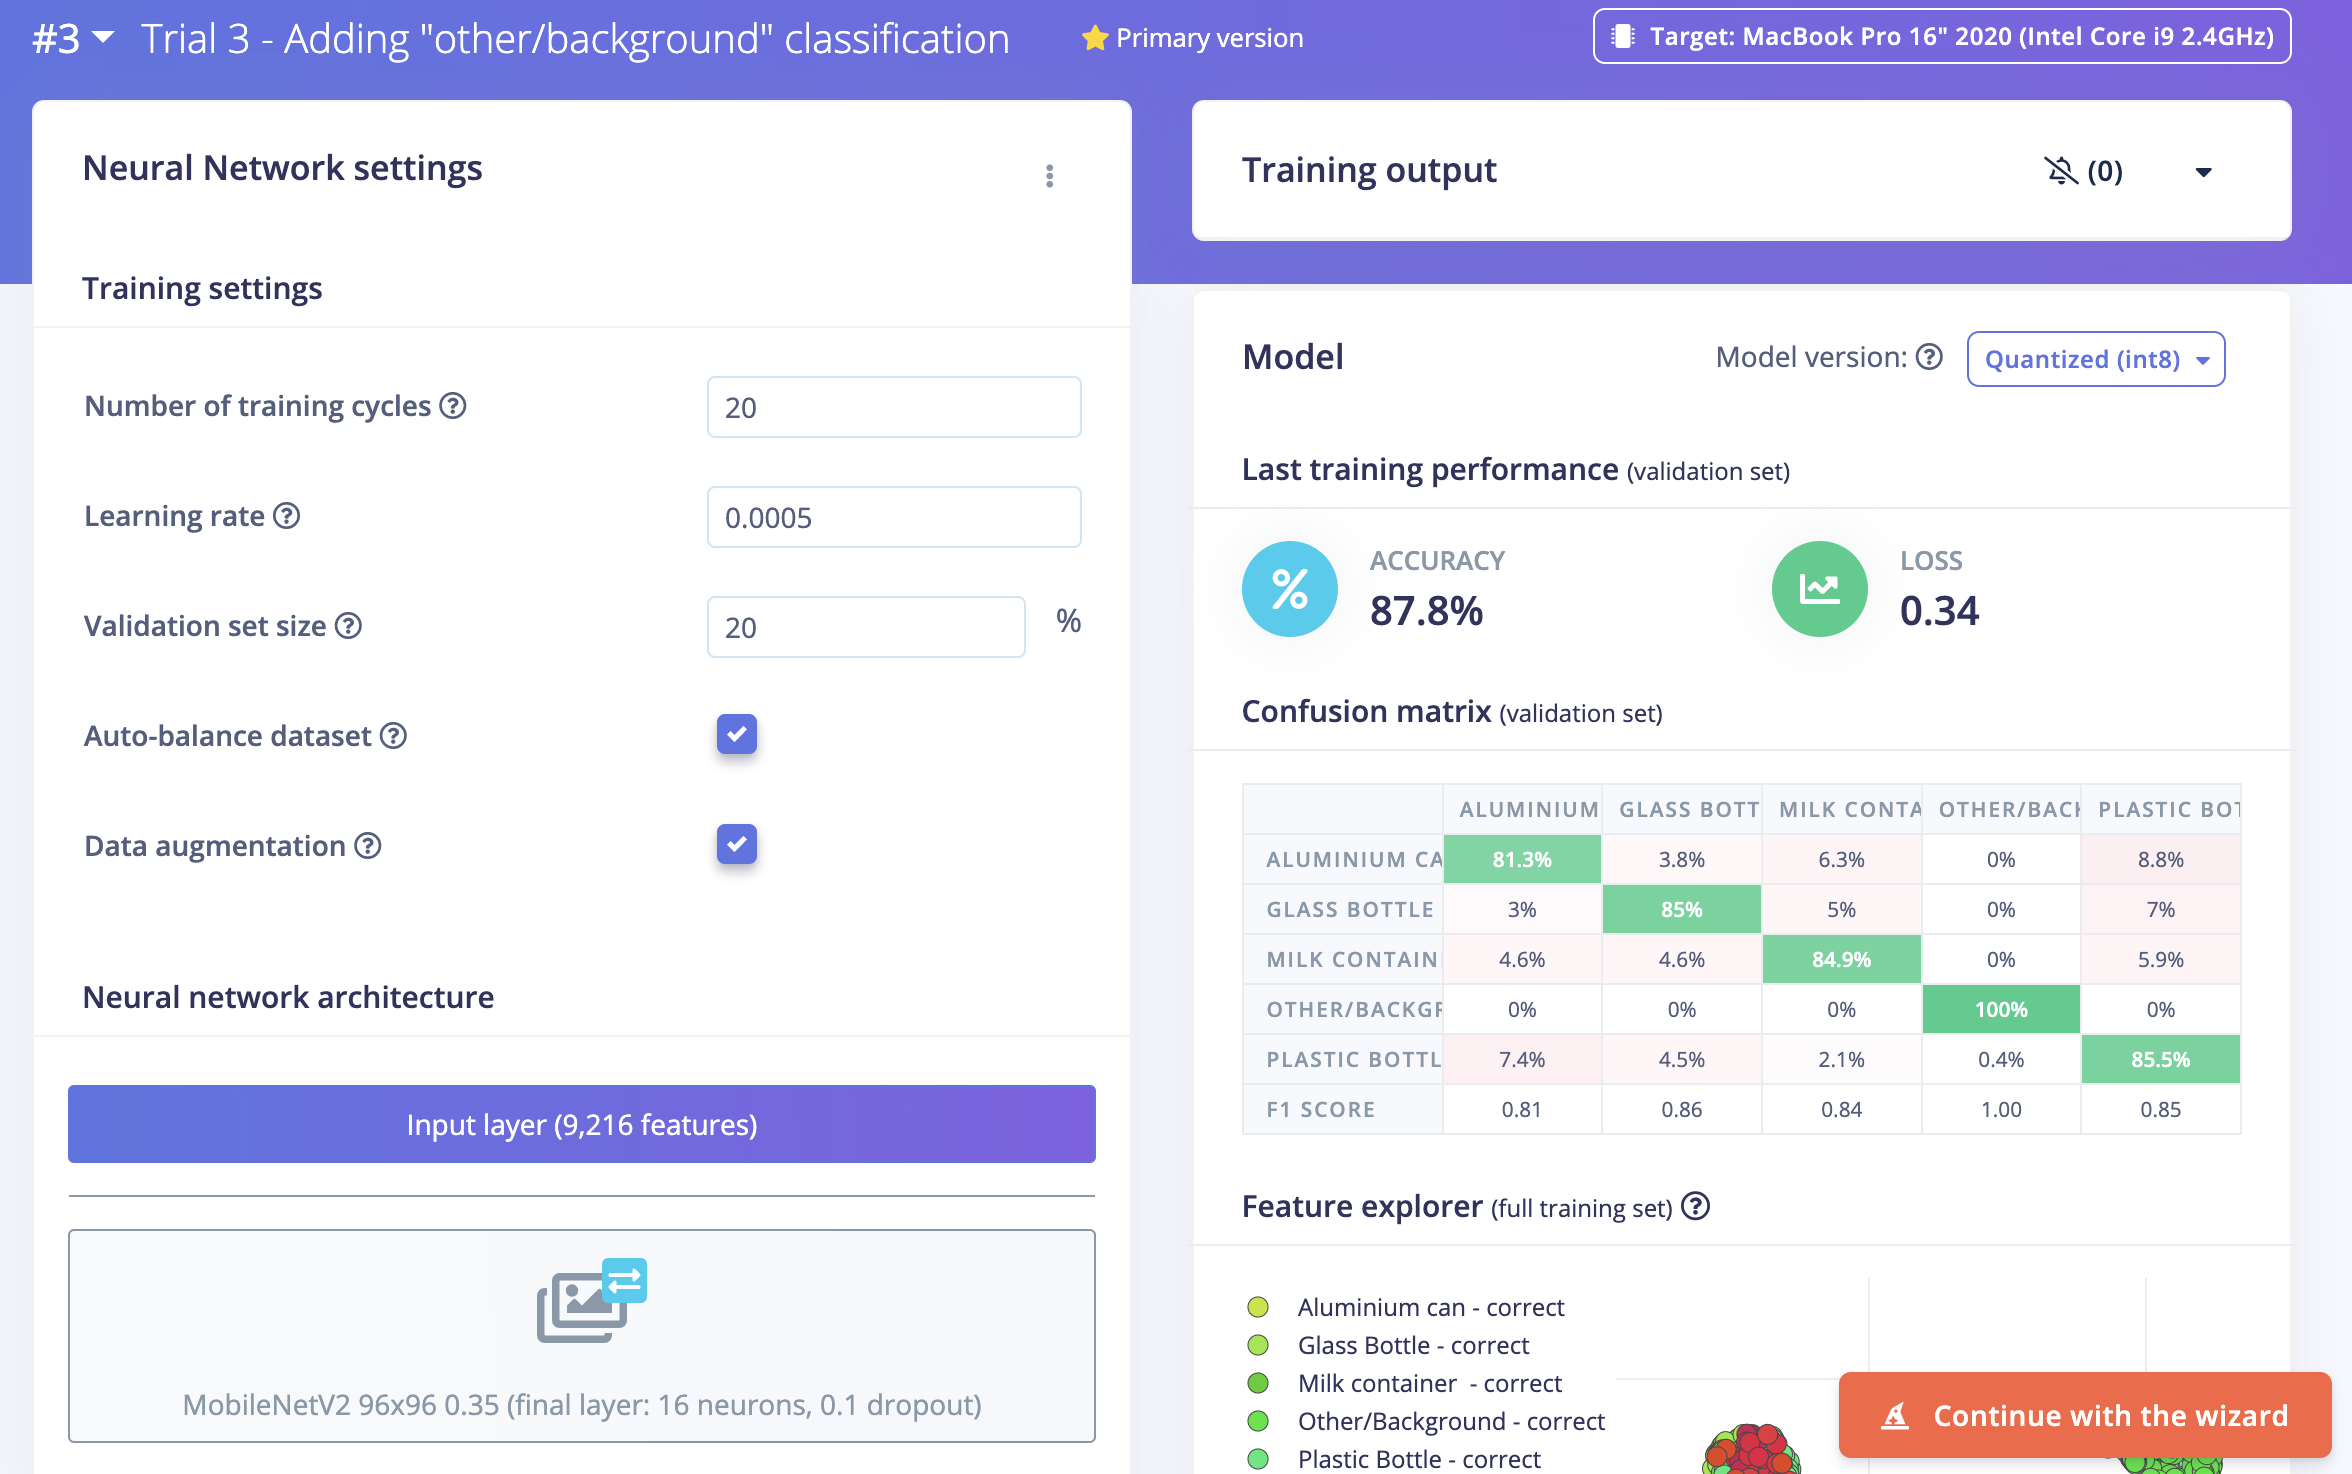 #3 Trial 3 - Adding "other/background" classification
Primary version
Target: MacBook Pro 16" 2020 (Intel Core i9 2.4GHz)
Neural Network settings
Training settings
Number of training cycles ?
20
Learning rate ?
0.0005
Validation set size ?
20
%
Auto-balance dataset ?
Data augmentation ?
Neural network architecture
Input layer (9,216 features)
MobileNetV2 96x96 0.35 (final layer: 16 neurons, 0.1 dropout)
Training output
(0)
Model
Model version: ?
Quantized (int8)
Last training performance (validation set)
%
ACCURACY
87.8%
LOSS
0.34
Confusion matrix (validation set)
ALUMINIUM GLASS BOTT MILK CONTA OTHER/BACK PLASTIC BOT
ALUMINIUM CA 81.3% 3.8% 6.3% 0% 8.8%
GLASS BOTTLE 3% 85% 5% 0% 7%
MILK CONTAIN 4.6% 4.6% 84.9% 0% 5.9%
OTHER/BACKGR 0% 0% 0% 100% 0%
PLASTIC BOTTL 7.4% 4.5% 2.1% 0.4% 85.5%
F1 SCORE 0.81 0.86 0.84 1.00 0.85
Feature explorer (full training set) ?
Aluminium can - correct
Glass Bottle - correct
Milk container - correct
Other/Background - correct
Plastic Bottle - correct
Continue with the wizard